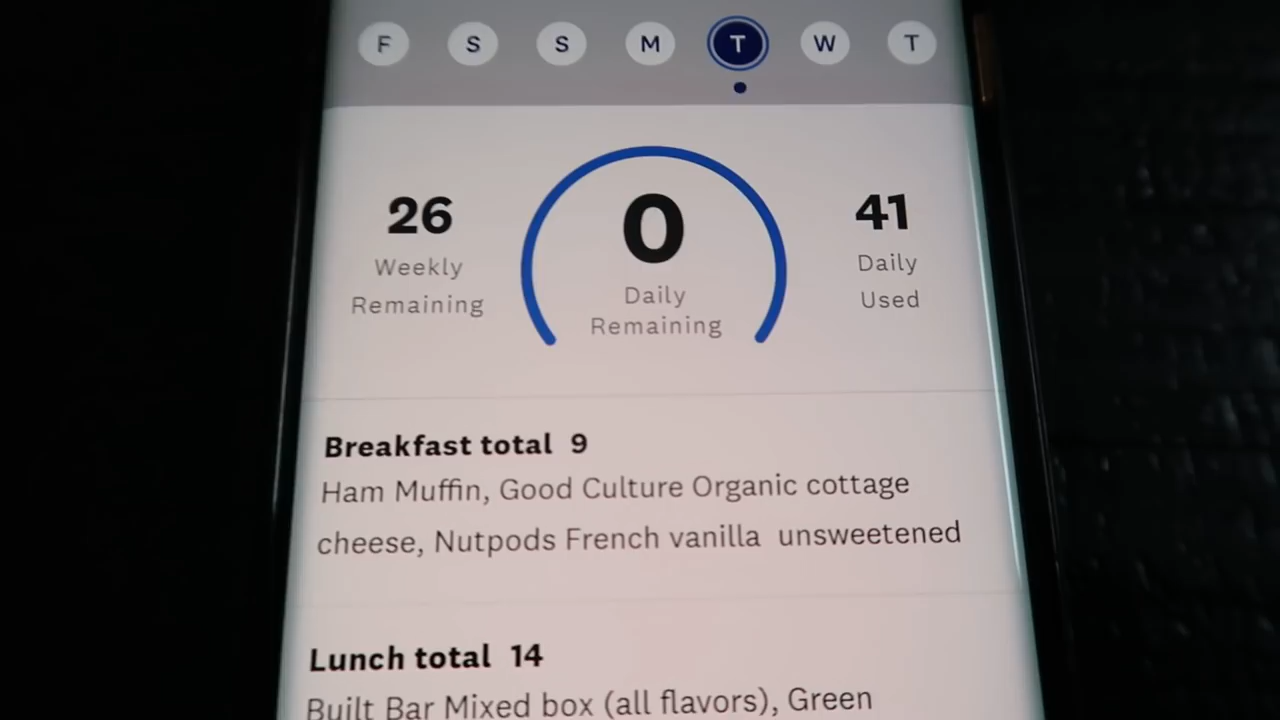 F S S M T W T
26
Weekly
Remaining
0
Daily
Remaining
41
Daily
Used
Breakfast total 9
Ham Muffin, Good Culture Organic cottage
cheese, Nutpods French vanilla unsweetened
Lunch total 14
Built Bar Mixed box (all flavors), Green